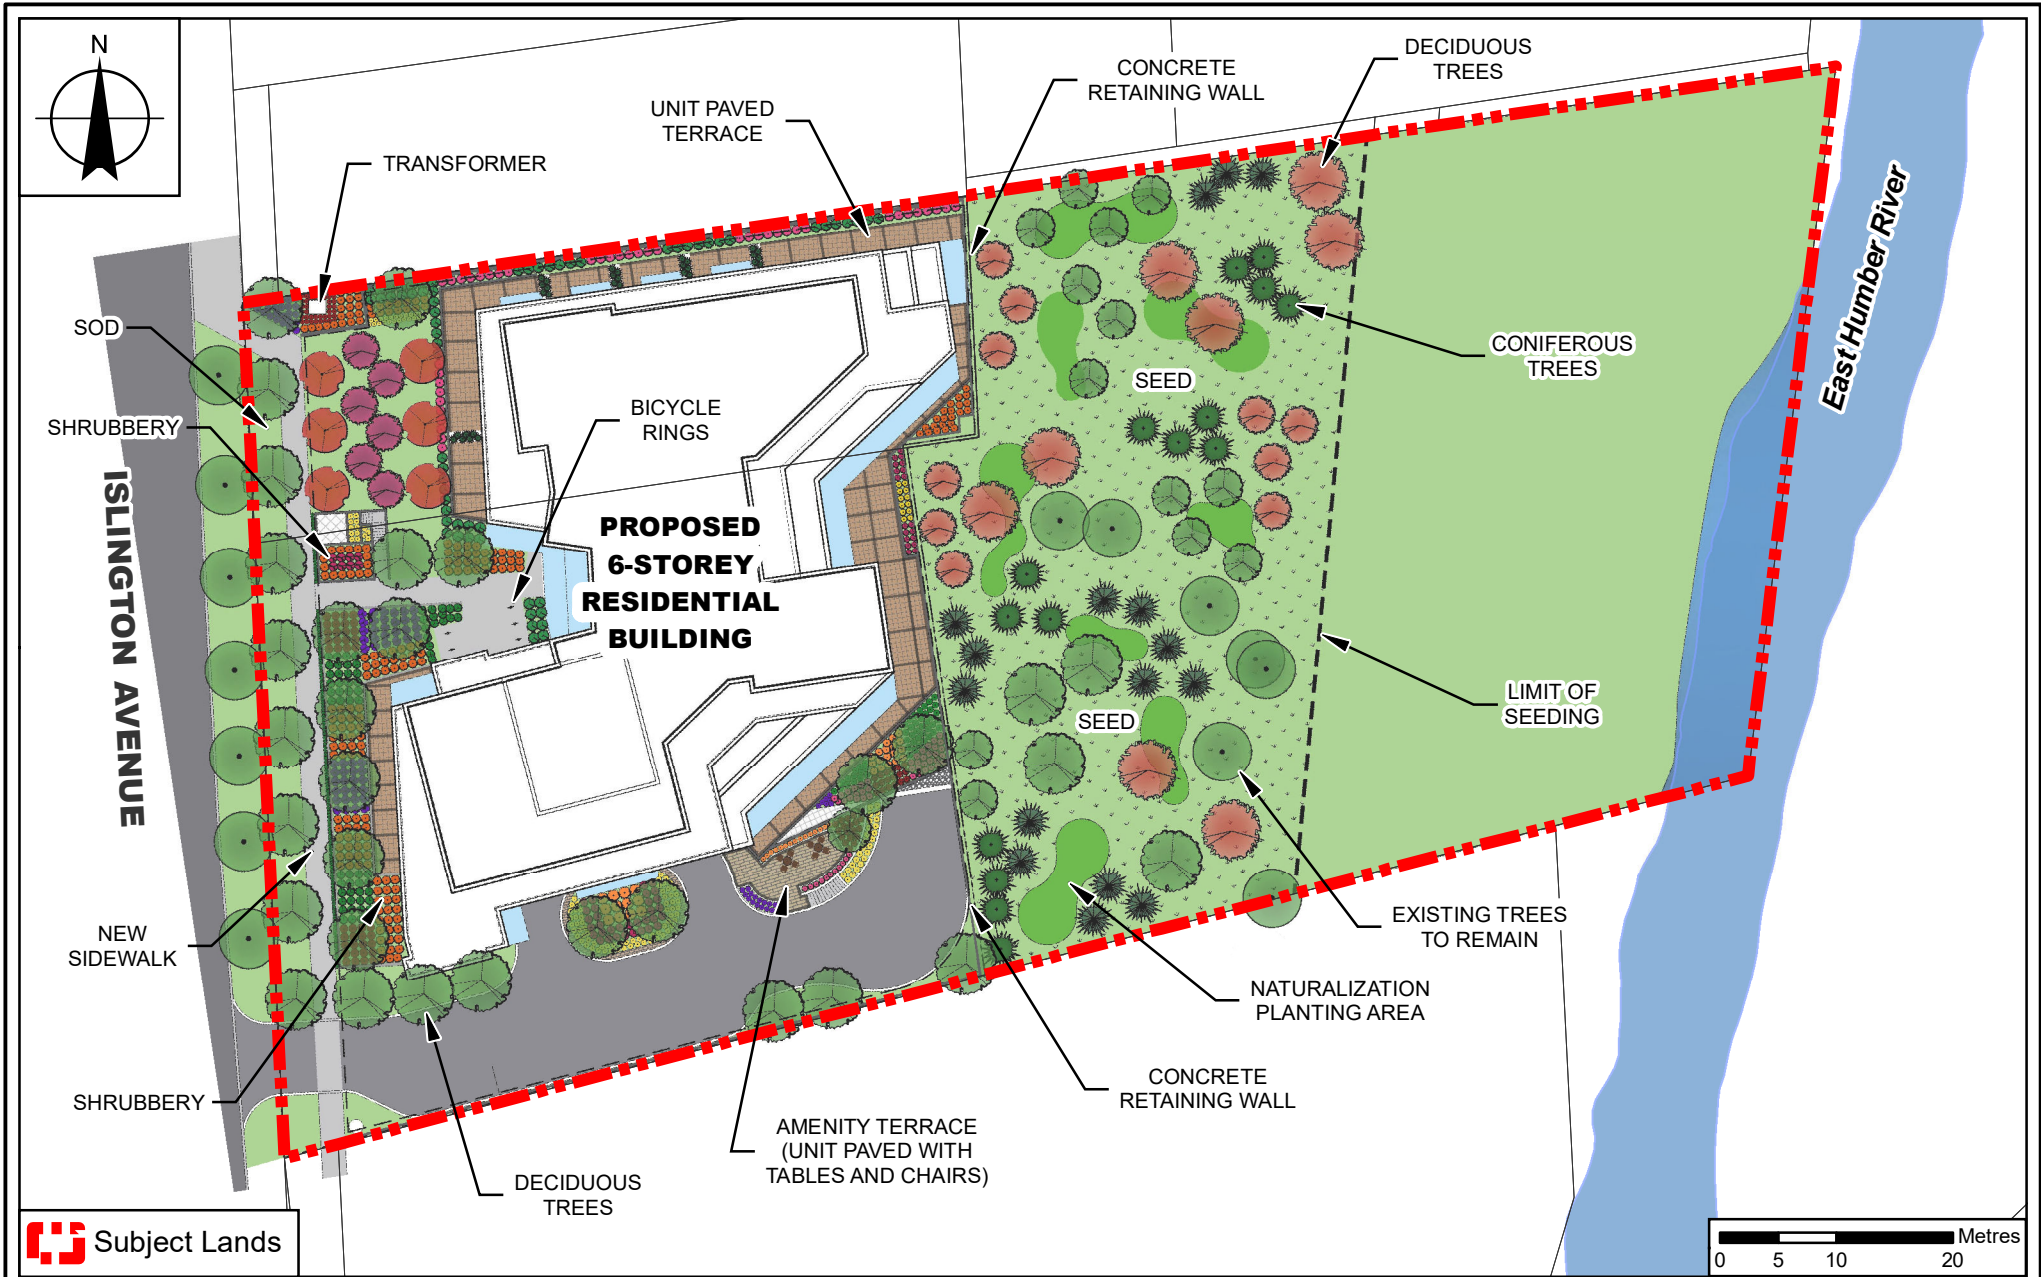 N
DECIDUOUS
TREES
CONCRETE
RETAINING WALL
UNIT PAVED
TERRACE
TRANSFORMER
East Humber River
SOD
CONIFEROUS
TREES
SEED
BICYCLE
RINGS
SHRUBBERY
ISLINGTON AVENUE
PROPOSED
6-STOREY
RESIDENTIAL
BUILDING
LIMIT OF
SEEDING
SEED
NEW
SIDEWALK
EXISTING TREES
TO REMAIN
NATURALIZATION
PLANTING AREA
SHRUBBERY
CONCRETE
RETAINING WALL
AMENITY TERRACE
(UNIT PAVED WITH
TABLES AND CHAIRS)
DECIDUOUS
TREES
Subject Lands
Metres
0 5 10 20